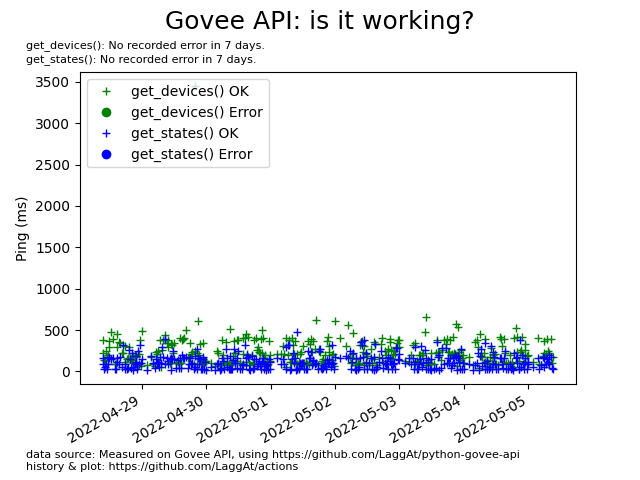 Govee API: is it working?
get_devices(): No recorded error in 7 days.
get_states(): No recorded error in 7 days.
get_devices() OK
get_devices() Error
get_states() OK
get_states() Error
Ping (ms)
3500
3000
2500
2000
1500
1000
500
0
2022-04-29
2022-04-30
2022-05-01
2022-05-02
2022-05-03
2022-05-04
2022-05-05
data source: Measured on Govee API, using https://github.com/LaggAt/python-govee-api
history & plot: https://github.com/LaggAt/actions